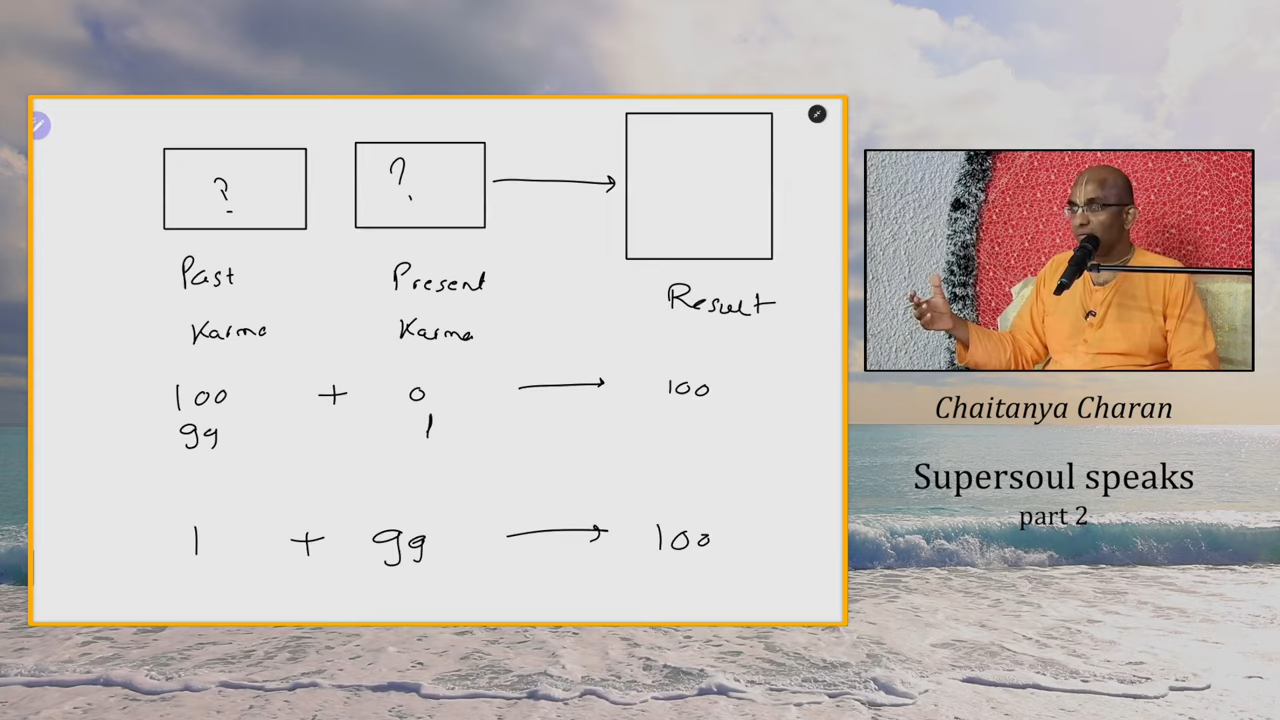 ? ?
Past Present Result
Karma Karma
100 + 0 → 100
99 1
1 + 99 → 100
Chaitanya Charan
Supersoul speaks
part 2